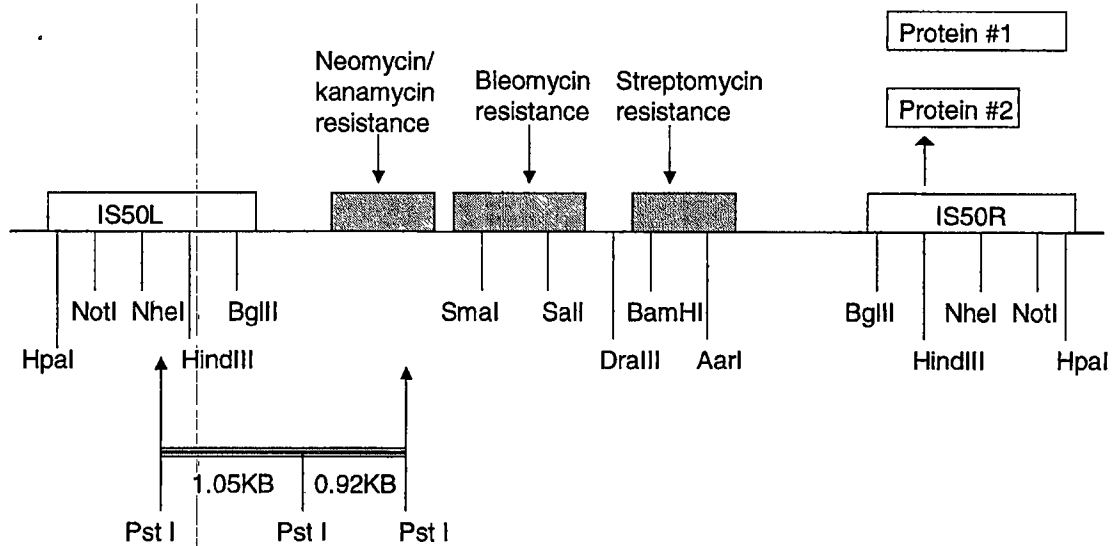 Protein #1
Neomycin/
kanamycin
resistance
Bleomycin
resistance
Streptomycin
resistance
Protein #2
IS50L
IS50R
NotI NheI BglII SmaI SalI BamHI BglII NheI NotI
HpaI HindIII DraIII AarI HindIII HpaI
1.05KB 0.92KB
Pst I Pst I Pst I